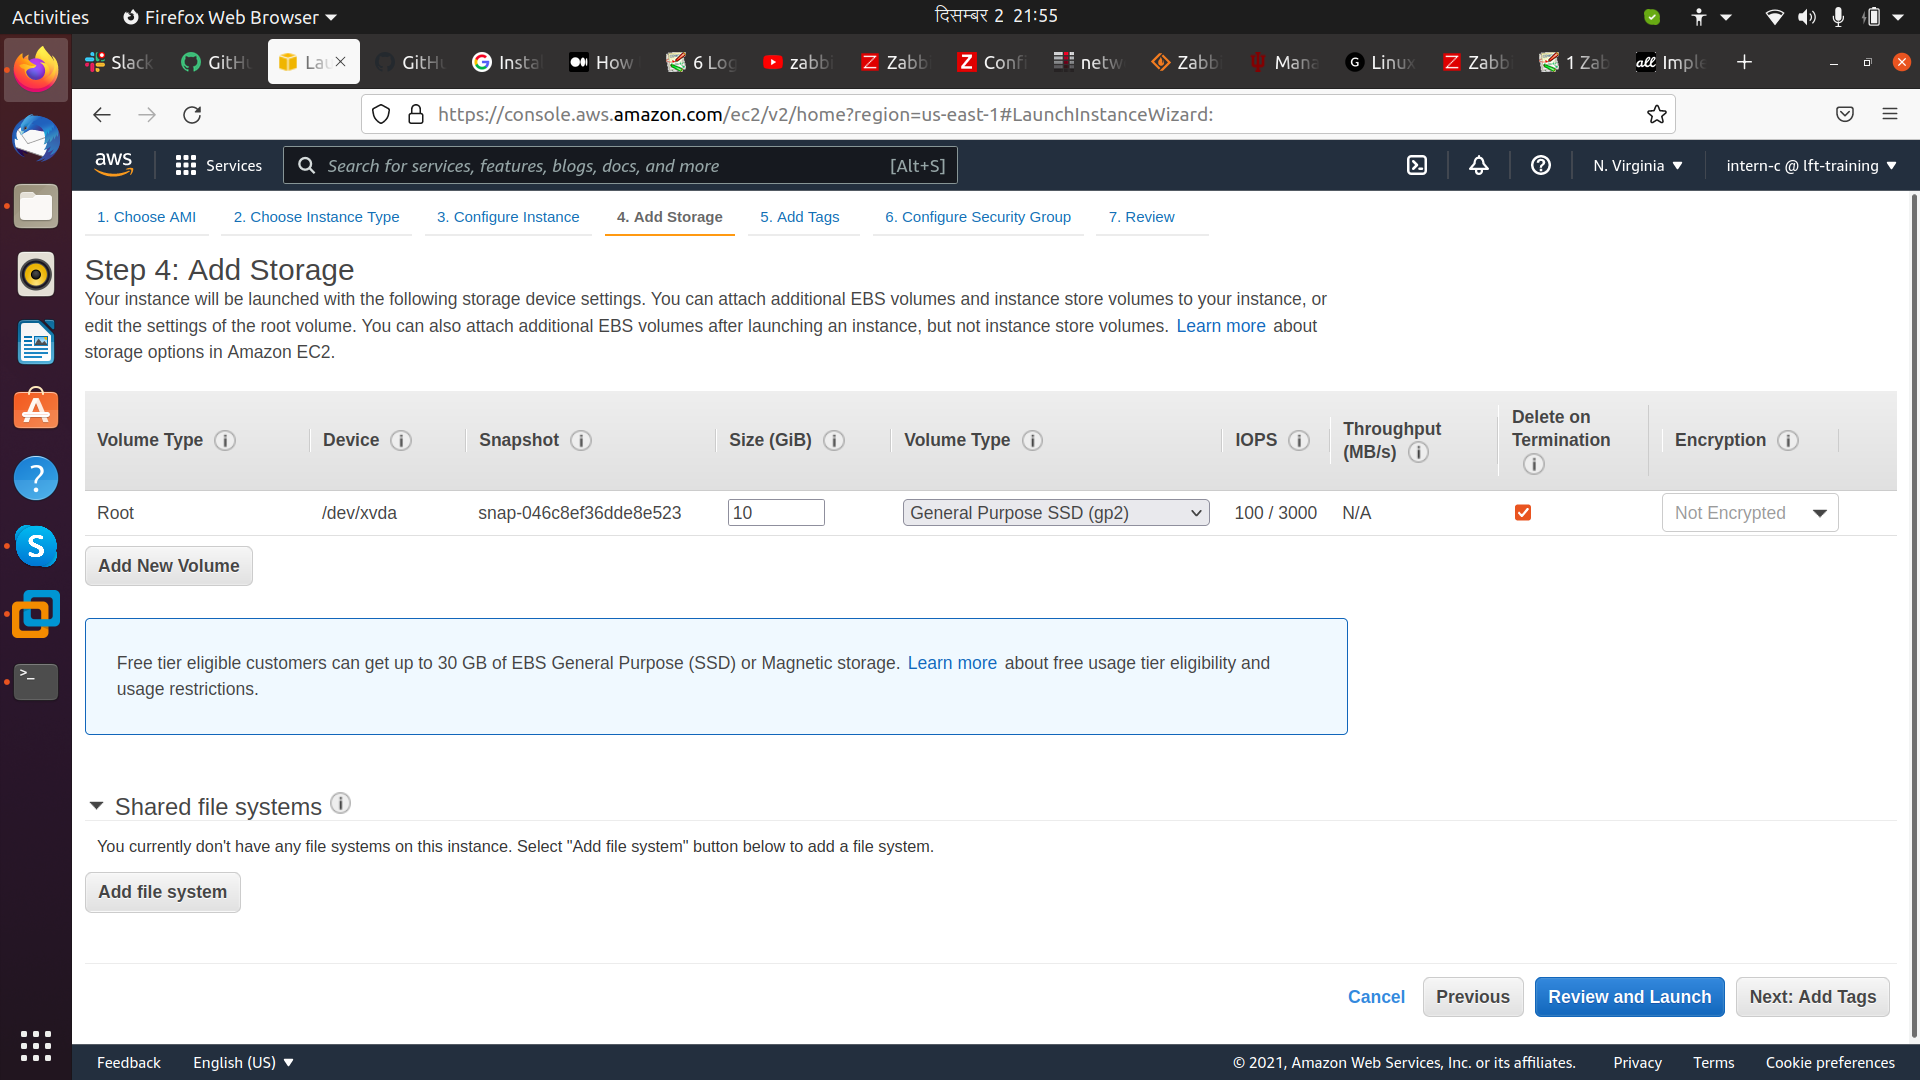 Activities Firefox Web Browser दिसम्बर 2 21:55
Slack GitHu Lau GitHu Instal How 6 Log zabbi Zabb Confi netw Zabbi Mana Linux Zabb 1 Zab all Imple
https://console.aws.amazon.com/ec2/v2/home?region=us-east-1#LaunchInstanceWizard:
aws Services Search for services, features, blogs, docs, and more [Alt+S] N. Virginia intern-c @ lft-training
1. Choose AMI 2. Choose Instance Type 3. Configure Instance 4. Add Storage 5. Add Tags 6. Configure Security Group 7. Review
Step 4: Add Storage
Your instance will be launched with the following storage device settings. You can attach additional EBS volumes and instance store volumes to your instance, or
edit the settings of the root volume. You can also attach additional EBS volumes after launching an instance, but not instance store volumes. Learn more about
storage options in Amazon EC2.
Volume Type Device Snapshot Size (GiB) Volume Type IOPS Throughput (MB/s) Delete on Termination Encryption
Root /dev/xvda snap-046c8ef36dde8e523 10 General Purpose SSD (gp2) 100 / 3000 N/A Not Encrypted
Add New Volume
Free tier eligible customers can get up to 30 GB of EBS General Purpose (SSD) or Magnetic storage. Learn more about free usage tier eligibility and
usage restrictions.
Shared file systems
You currently don't have any file systems on this instance. Select "Add file system" button below to add a file system.
Add file system
Cancel Previous Review and Launch Next: Add Tags
Feedback English (US) © 2021, Amazon Web Services, Inc. or its affiliates. Privacy Terms Cookie preferences